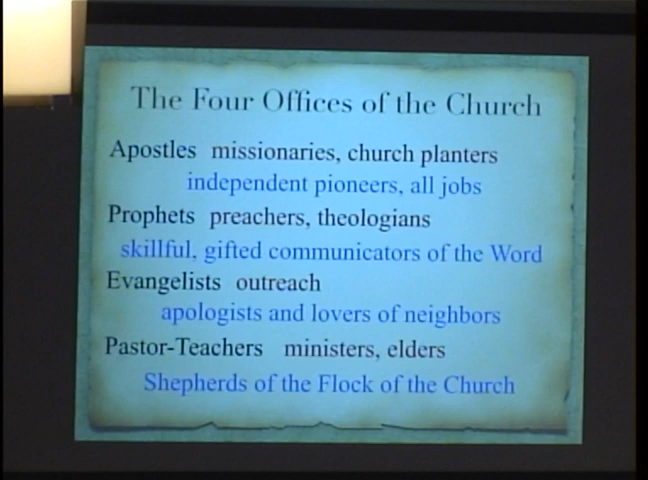 The Four Offices of the Church
Apostles missionaries, church planters
independent pioneers, all jobs
Prophets preachers, theologians
skillful, gifted communicators of the Word
Evangelists outreach
apologists and lovers of neighbors
Pastor-Teachers ministers, elders
Shepherds of the Flock of the Church